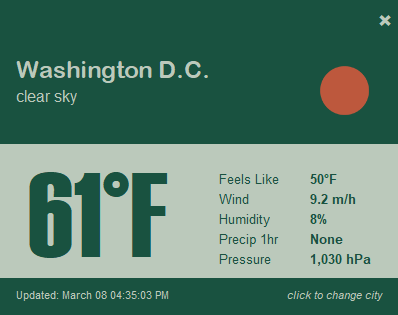 Washington D.C.
clear sky
61°F
Feels Like 50°F
Wind 9.2 m/h
Humidity 8%
Precip 1hr None
Pressure 1,030 hPa
Updated: March 08 04:35:03 PM
click to change city